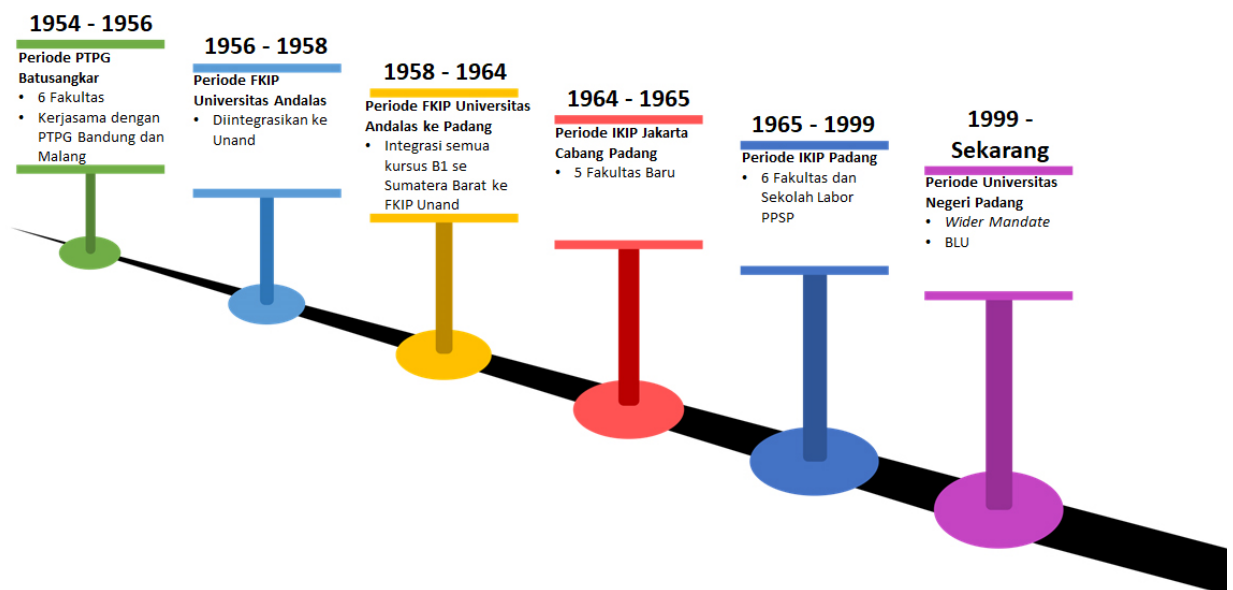 1954 - 1956
Periode PTPG
Batusangkar
• 6 Fakultas
• Kerjasama dengan
PTPG Bandung dan
Malang
1956 - 1958
Periode FKIP
Universitas Andalas
• Diintegrasikan ke
Unand
1958 - 1964
Periode FKIP Universitas
Andalas ke Padang
• Integrasi semua
kursus B1 se
Sumatera Barat ke
FKIP Unand
1964 - 1965
Periode IKIP Jakarta
Cabang Padang
• 5 Fakultas Baru
1965 - 1999
Periode IKIP Padang
• 6 Fakultas dan
Sekolah Labor
PPSP
1999 -
Sekarang
Periode Universitas
Negeri Padang
• Wider Mandate
• BLU